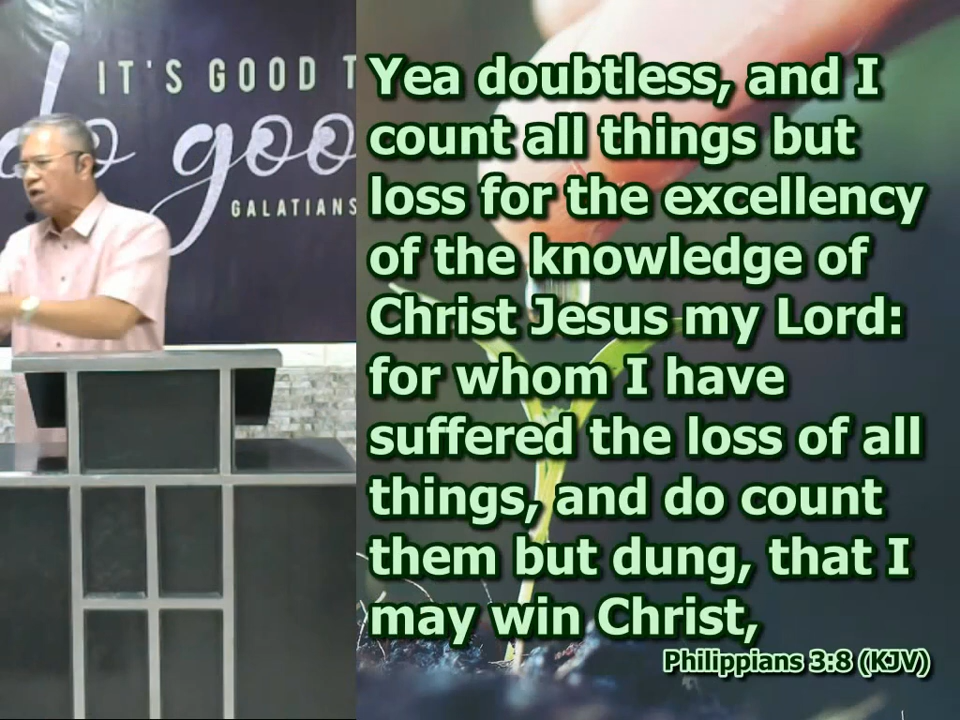 IT'S GOOD T
do goo
GALATIANS
Yea doubtless, and I
count all things but
loss for the excellency
of the knowledge of
Christ Jesus my Lord:
for whom I have
suffered the loss of all
things, and do count
them but dung, that I
may win Christ,
Philippians 3:8 (KJV)